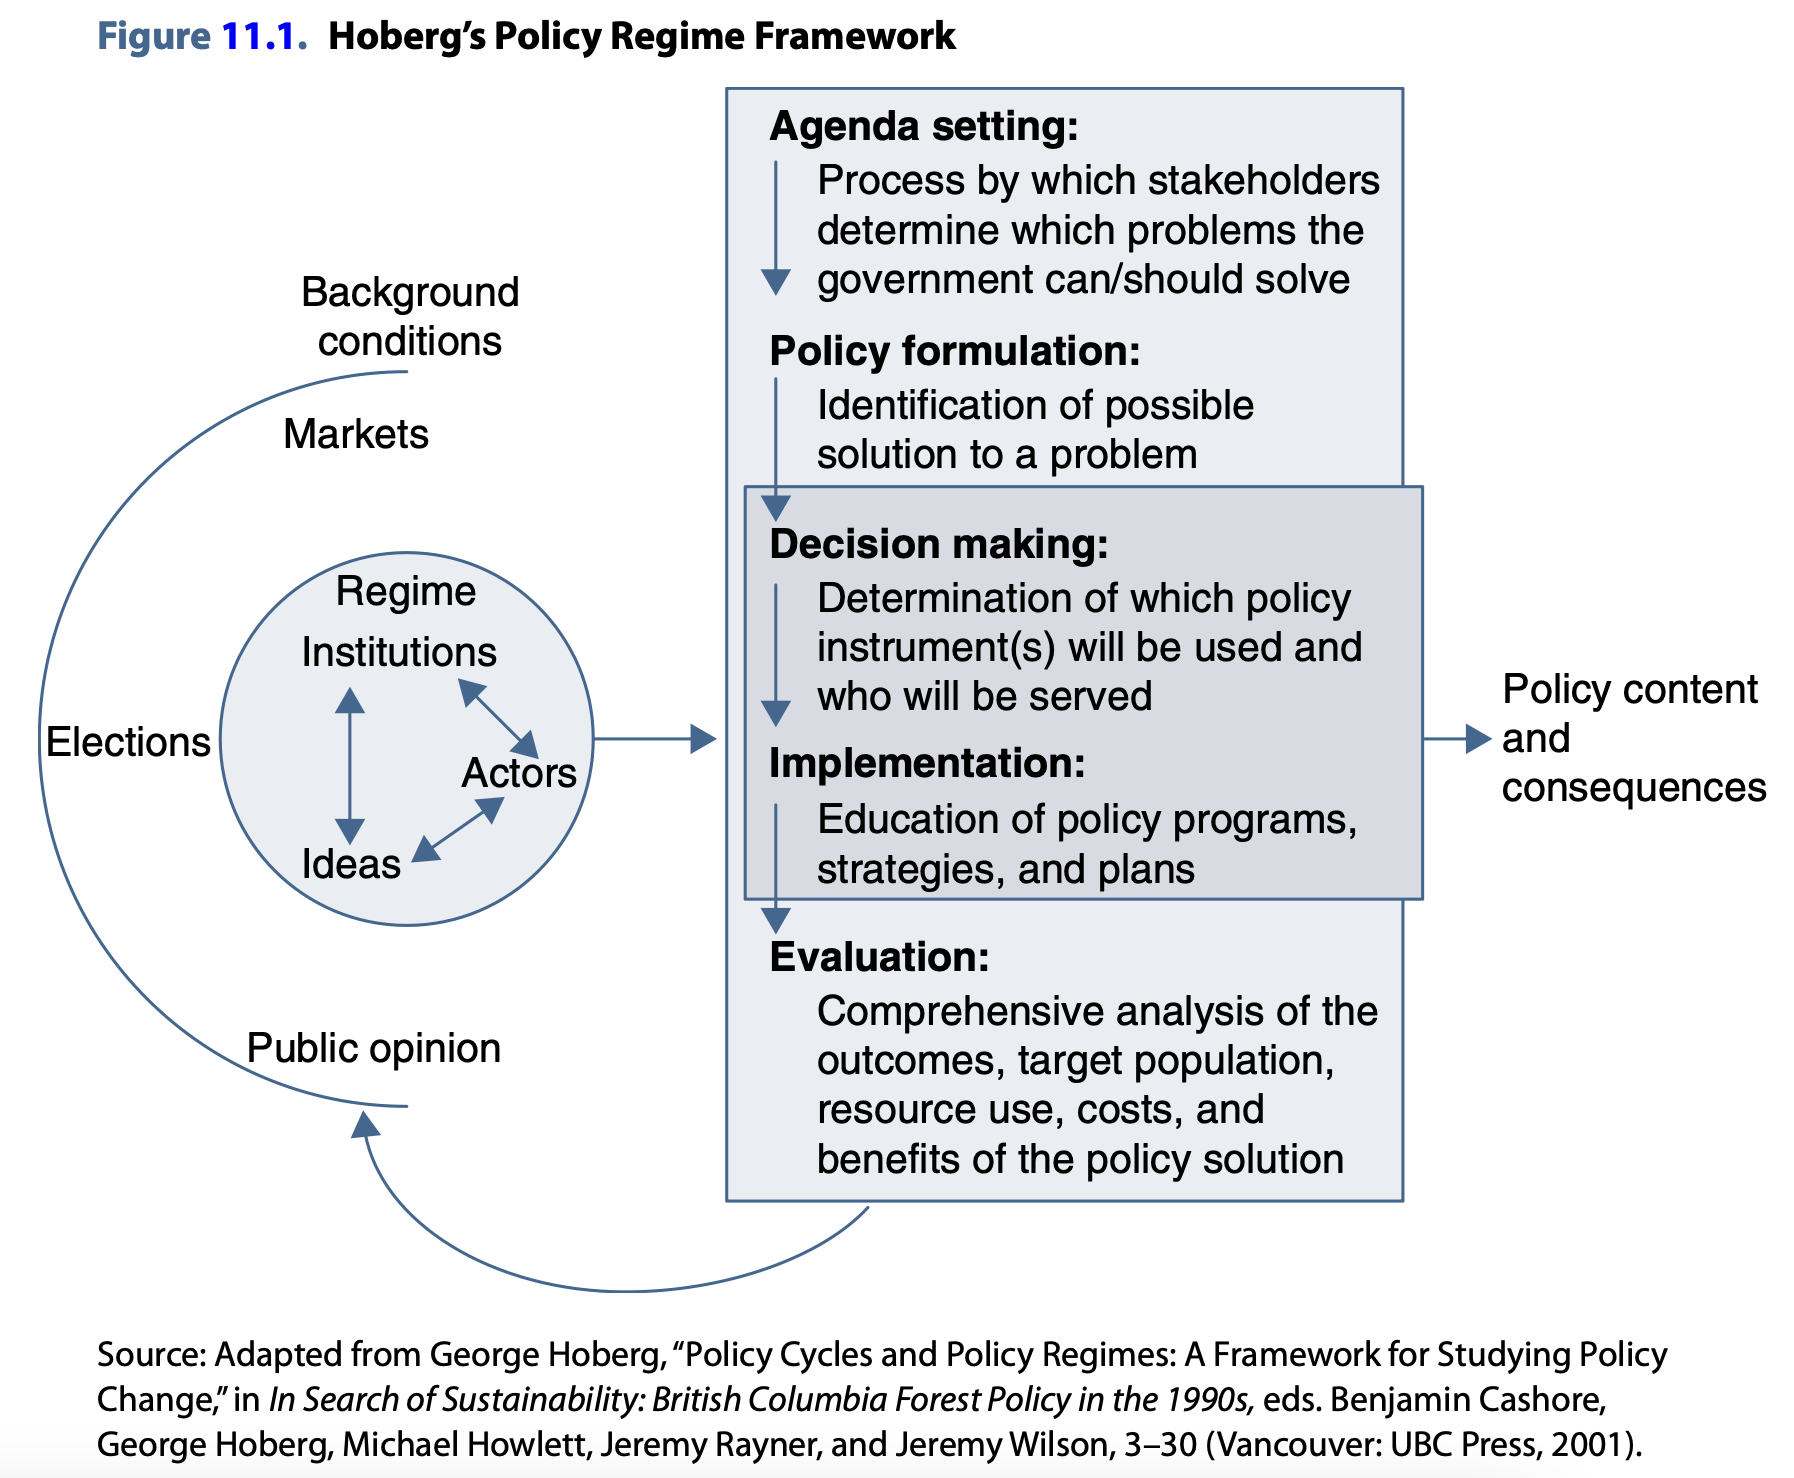 Figure 11.1. Hoberg’s Policy Regime Framework
Background
conditions
Markets
Elections
Public opinion
Regime
Institutions
Actors
Ideas
Agenda setting:
Process by which stakeholders
determine which problems the
government can/should solve
Policy formulation:
Identification of possible
solution to a problem
Decision making:
Determination of which policy
instrument(s) will be used and
who will be served
Implementation:
Education of policy programs,
strategies, and plans
Evaluation:
Comprehensive analysis of the
outcomes, target population,
resource use, costs, and
benefits of the policy solution
Policy content
and
consequences
Source: Adapted from George Hoberg, “Policy Cycles and Policy Regimes: A Framework for Studying Policy
Change,” in In Search of Sustainability: British Columbia Forest Policy in the 1990s, eds. Benjamin Cashore,
George Hoberg, Michael Howlett, Jeremy Rayner, and Jeremy Wilson, 3–30 (Vancouver: UBC Press, 2001).